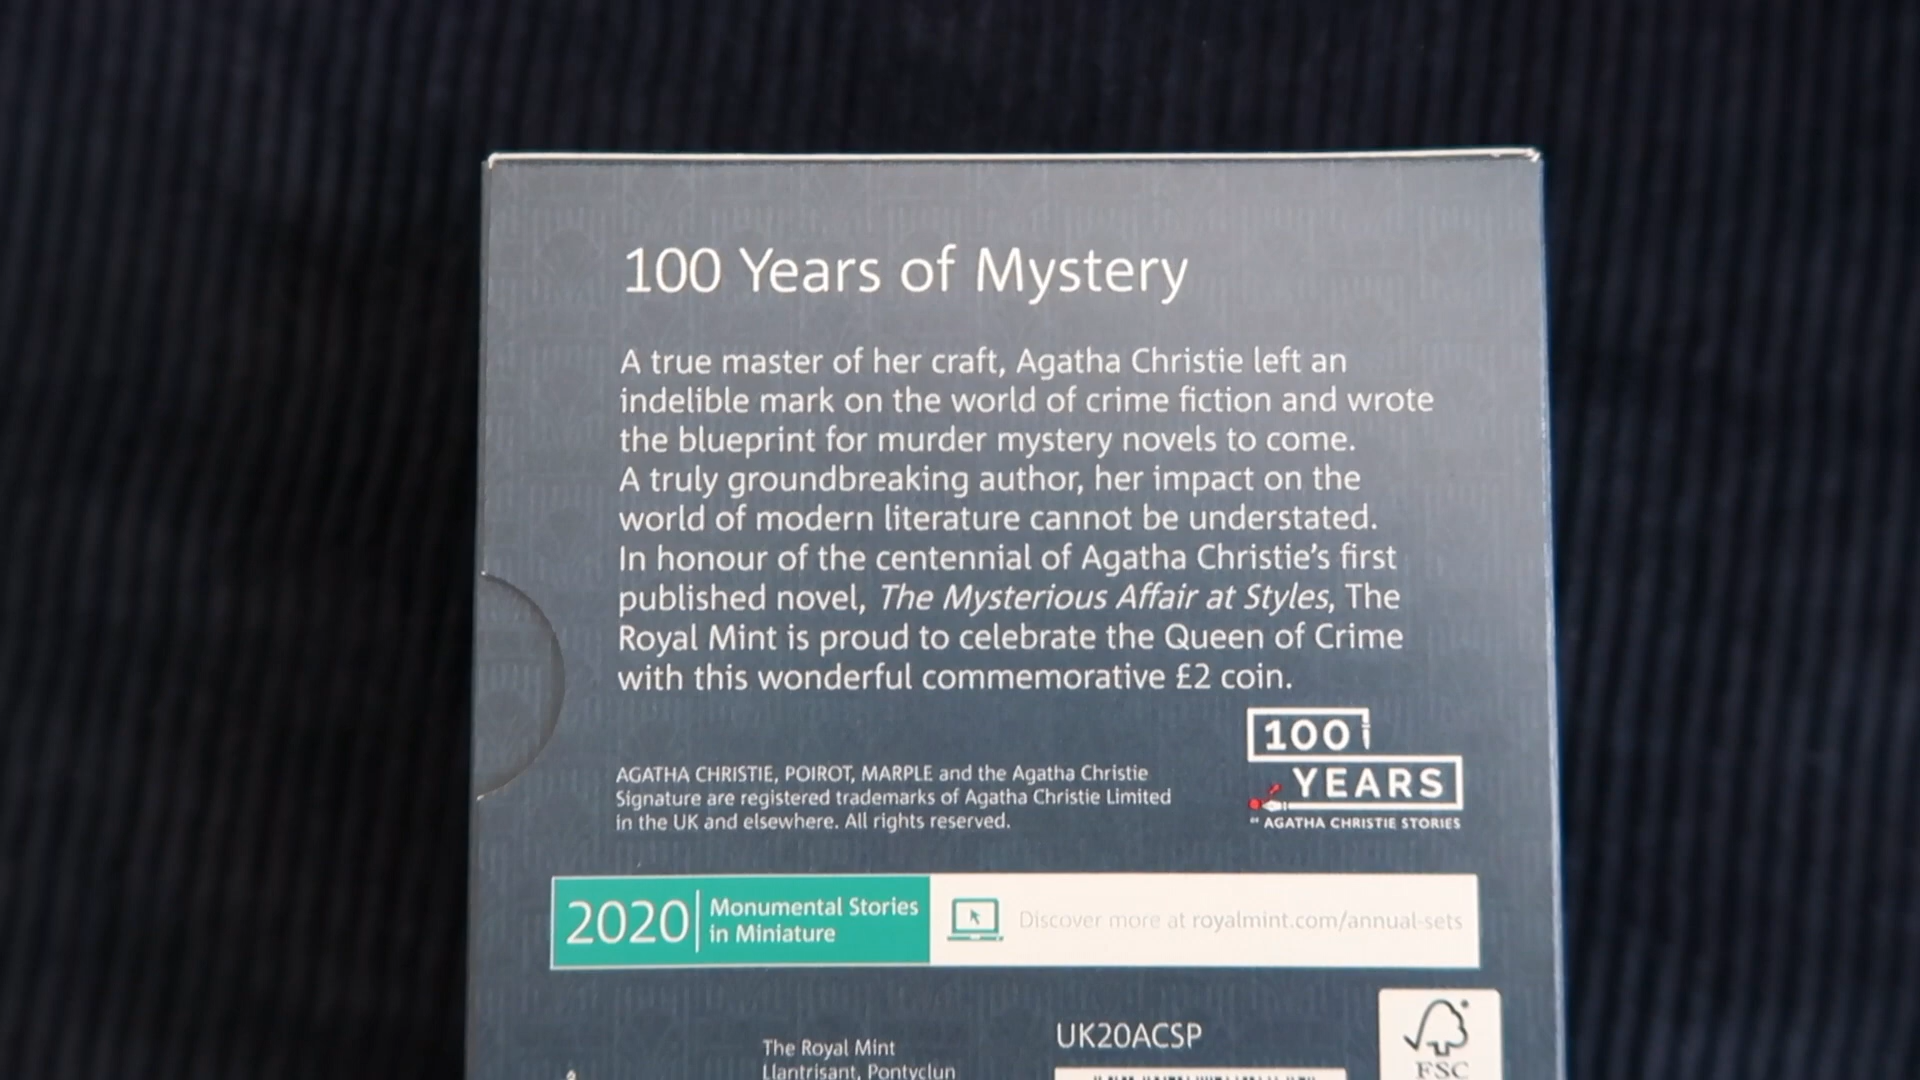 100 Years of Mystery
A true master of her craft, Agatha Christie left an
indelible mark on the world of crime fiction and wrote
the blueprint for murder mystery novels to come.
A truly groundbreaking author, her impact on the
world of modern literature cannot be understated.
In honour of the centennial of Agatha Christie’s first
published novel, The Mysterious Affair at Styles, The
Royal Mint is proud to celebrate the Queen of Crime
with this wonderful commemorative £2 coin.
AGATHA CHRISTIE, POIROT, MARPLE and the Agatha Christie
Signature are registered trademarks of Agatha Christie Limited
in the UK and elsewhere. All rights reserved.
100
YEARS
OF AGATHA CHRISTIE STORIES
2020
Monumental Stories
in Miniature
Discover more at royalmint.com/annual-sets
The Royal Mint
Llantrisant, Pontyclun
UK20ACSP
FSC